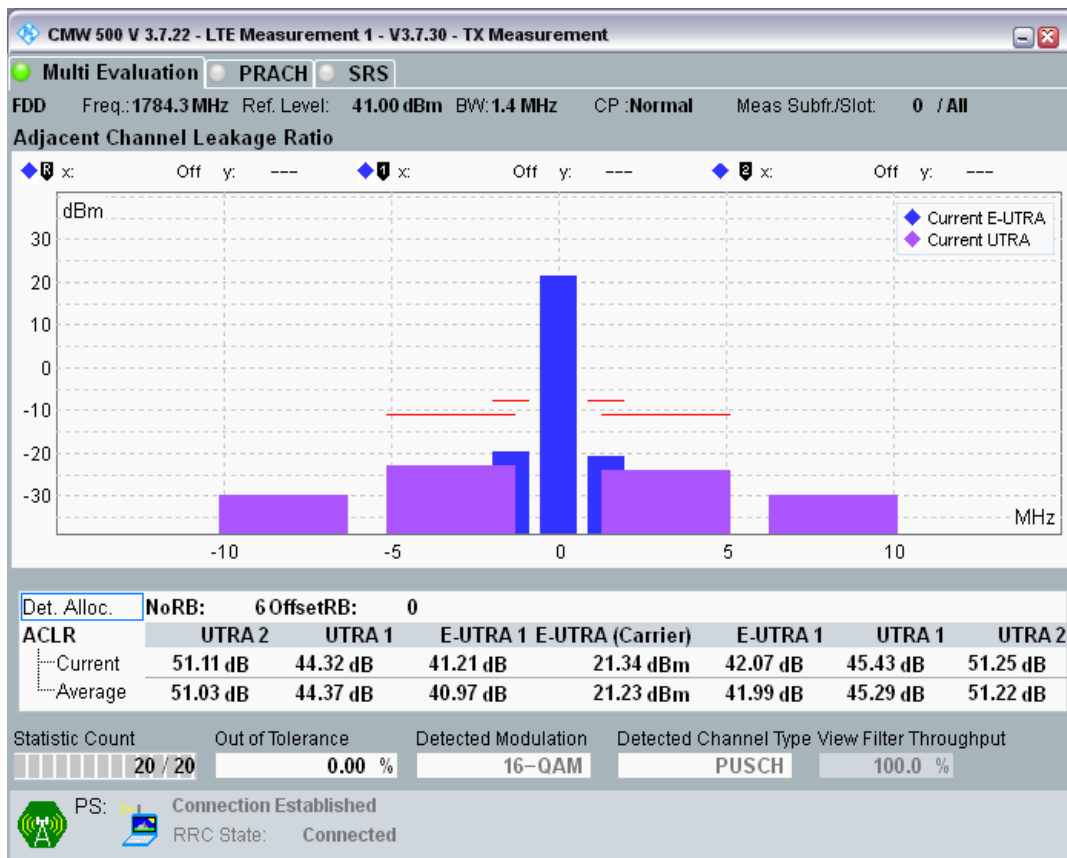 CMW 500 V 3.7.22 - LTE Measurement 1 - V3.7.30 - TX Measurement
Multi Evaluation PRACH SRS
FDD Freq.: 1784.3 MHz Ref. Level: 41.00 dBm BW: 1.4 MHz CP :Normal Meas Subfr./Slot: 0 / All
Adjacent Channel Leakage Ratio
R x: Off y: --- 1 x: Off y: --- 2 x: Off y: ---
dBm
Current E-UTRA
Current UTRA
30
20
10
0
-10
-20
-30
MHz
-10 -5 0 5 10
Det. Alloc. NoRB: 6 OffsetRB: 0
ACLR UTRA 2 UTRA 1 E-UTRA 1 E-UTRA (Carrier) E-UTRA 1 UTRA 1 UTRA 2
Current 51.11 dB 44.32 dB 41.21 dB 21.34 dBm 42.07 dB 45.43 dB 51.25 dB
Average 51.03 dB 44.37 dB 40.97 dB 21.23 dBm 41.99 dB 45.29 dB 51.22 dB
Statistic Count Out of Tolerance Detected Modulation Detected Channel Type View Filter Throughput
20 / 20 0.00 % 16-QAM PUSCH 100.0 %
PS: Connection Established
RRC State: Connected